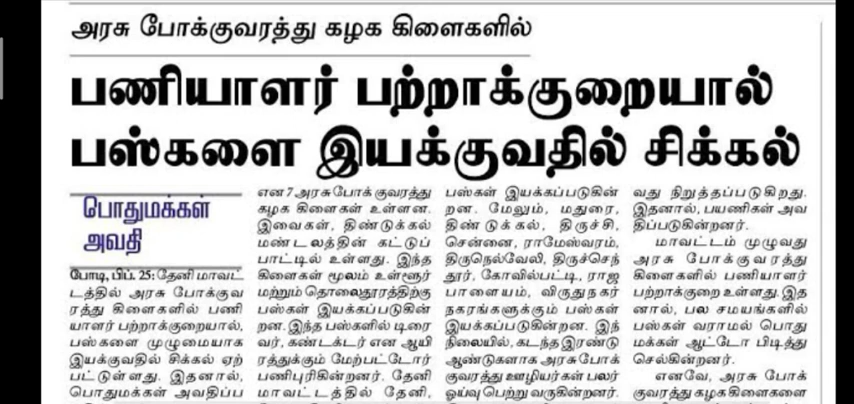 அரசு போக்குவரத்து கழக கிளைகளில்
பணியாளர் பற்றாக்குறையால்
பஸ்களை இயக்குவதில் சிக்கல்
பொதுமக்கள்
அவதி
போடி, பிப். 25: தேனி மாவட்
டத்தில் அரசு போக்குவ
ரத்து கிளைகளில் பணி
யாளர் பற்றாக்குறையால்,
பஸ்களை முழுமையாக
இயக்குவதில் சிக்கல் ஏற்
பட்டுள்ளது. இதனால்,
பொதுமக்கள் அவதிப்ப
என 7 அரசு போக்குவரத்து
கழக கிளைகள் உள்ளன.
இவைகள், திண்டுக்கல்
மண்டலத்தின் கட்டுப்
பாட்டில் உள்ளது. இந்த
கிளைகள் மூலம் உள்ளூர்
மற்றும் தொலைதூரத்திற்கு
பஸ்கள் இயக்கப்படுகின்
றன. இந்த பஸ்களில் டிரை
வர், கண்டக்டர் என ஆயி
ரத்துக்கும் மேற்பட்டோர்
பணிபுரிகின்றனர். தேனி
மாவட்டத்தில் தேனி,
பஸ்கள் இயக்கப்படுகின்
றன. மேலும், மதுரை,
திண்டுக்கல், திருச்சி,
சென்னை, ராமேஸ்வரம்,
திருநெல்வேலி, திருச்செந்
தூர், கோவில்பட்டி, ராஜ
பாளையம், விருதுநகர்
நகரங்களுக்கும் பஸ்கள்
இயக்கப்படுகின்றன. இந்
நிலையில், கடந்த இரண்டு
ஆண்டுகளாக அரசு போக்
குவரத்து ஊழியர்கள் பலர்
ஓய்வு பெற்று வருகின்றனர்.
வது நிறுத்தப்படுகிறது.
இதனால், பயணிகள் அவ
திப்படுகின்றனர்.
மாவட்டம் முழுவது
அரசு போக்குவரத்து
கிளைகளில் பணியாளர்
பற்றாக்குறை உள்ளது. இத
னால், பல சமயங்களில்
பஸ்கள் வராமல் பொது
மக்கள் ஆட்டோ பிடித்து
செல்கின்றனர்.
எனவே, அரசு போக்
குவரத்து கழக கிளைகளை